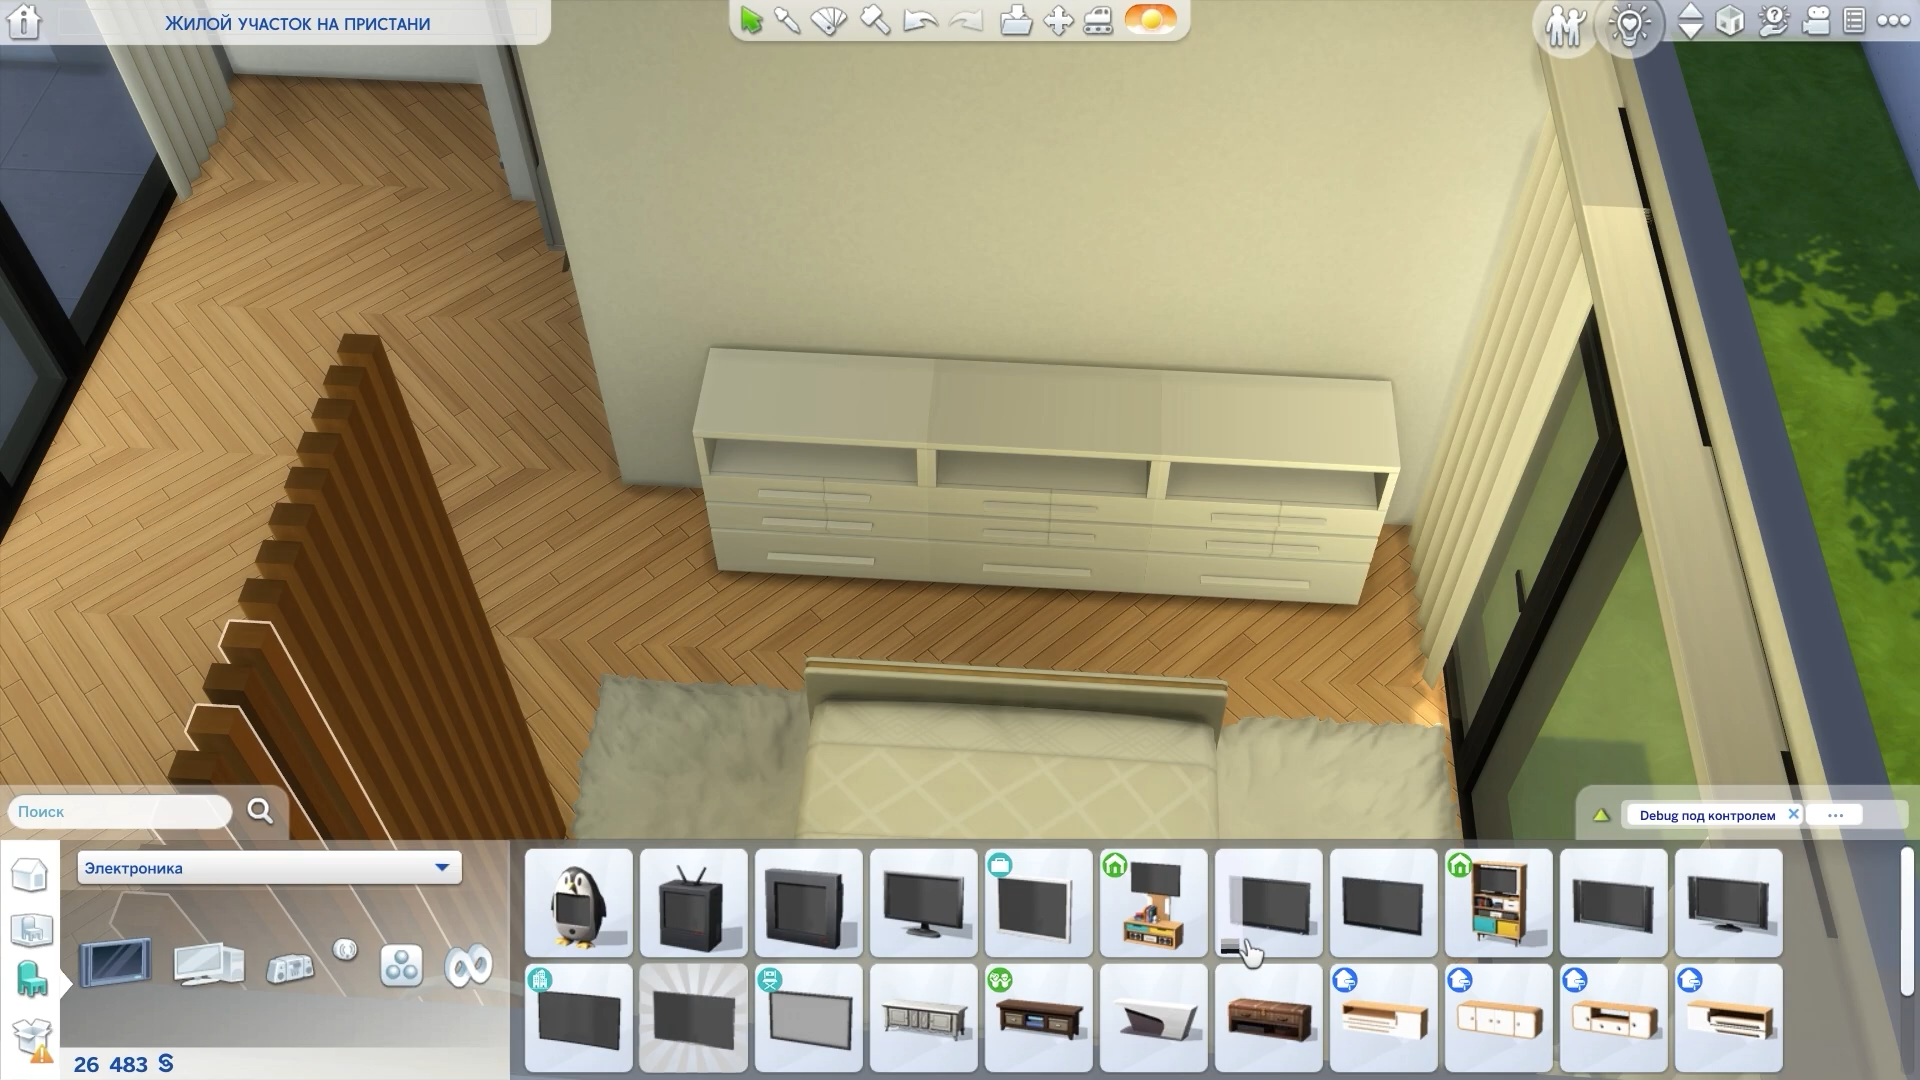 Жилой участок на пристани
Поиск
Debug под контролем
Электроника
26 483 §